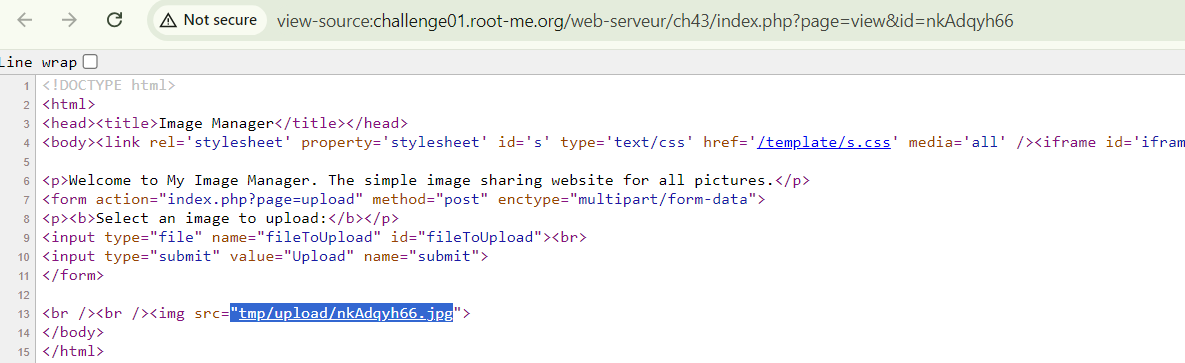 Not secure view-source:challenge01.root-me.org/web-serveur/ch43/index.php?page=view&id=nkAdqyh66
Line wrap
1 <!DOCTYPE html>
2 <html>
3 <head><title>Image Manager</title></head>
4 <body><link rel='stylesheet' property='stylesheet' id='s' type='text/css' href='/template/s.css' media='all' /><iframe id='ifram
5
6 <p>Welcome to My Image Manager. The simple image sharing website for all pictures.</p>
7 <form action="index.php?page=upload" method="post" enctype="multipart/form-data">
8 <p><b>Select an image to upload:</b></p>
9 <input type="file" name="fileToUpload" id="fileToUpload"><br>
10 <input type="submit" value="Upload" name="submit">
11 </form>
12
13 <br /><br /><img src="tmp/upload/nkAdqyh66.jpg">
14 </body>
15 </html>